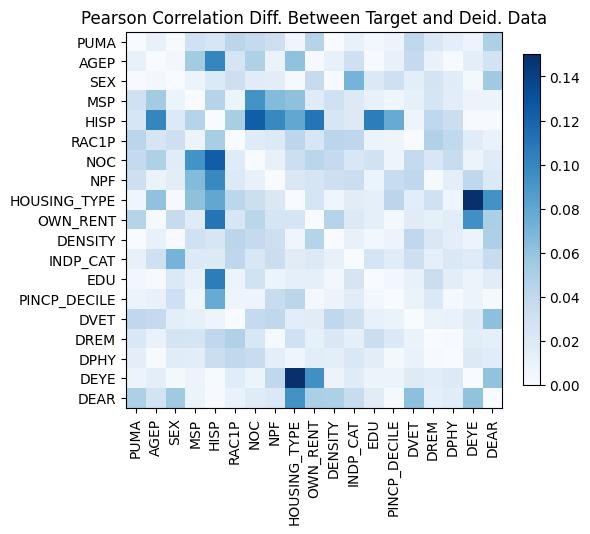 Pearson Correlation Diff. Between Target and Deid. Data
PUMA
AGEP
SEX
MSP
HISP
RAC1P
NOC
NPF
HOUSING_TYPE
OWN_RENT
DENSITY
INDP_CAT
EDU
PINCP_DECILE
DVET
DREM
DPHY
DEYE
DEAR
0.14
0.12
0.10
0.08
0.06
0.04
0.02
0.00
PUMA
AGEP
SEX
MSP
HISP
RAC1P
NOC
NPF
HOUSING_TYPE
OWN_RENT
DENSITY
INDP_CAT
EDU
PINCP_DECILE
DVET
DREM
DPHY
DEYE
DEAR